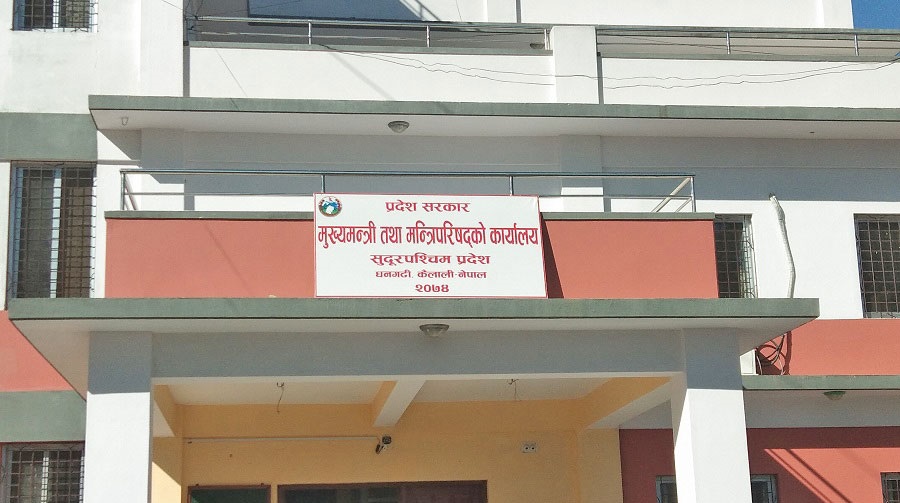 प्रदेश सरकार
मुख्यमन्त्री तथा मन्त्रिपरिषद्को कार्यालय
सुदूरपश्चिम प्रदेश
धनगढी, कैलाली-नेपाल
२०७४